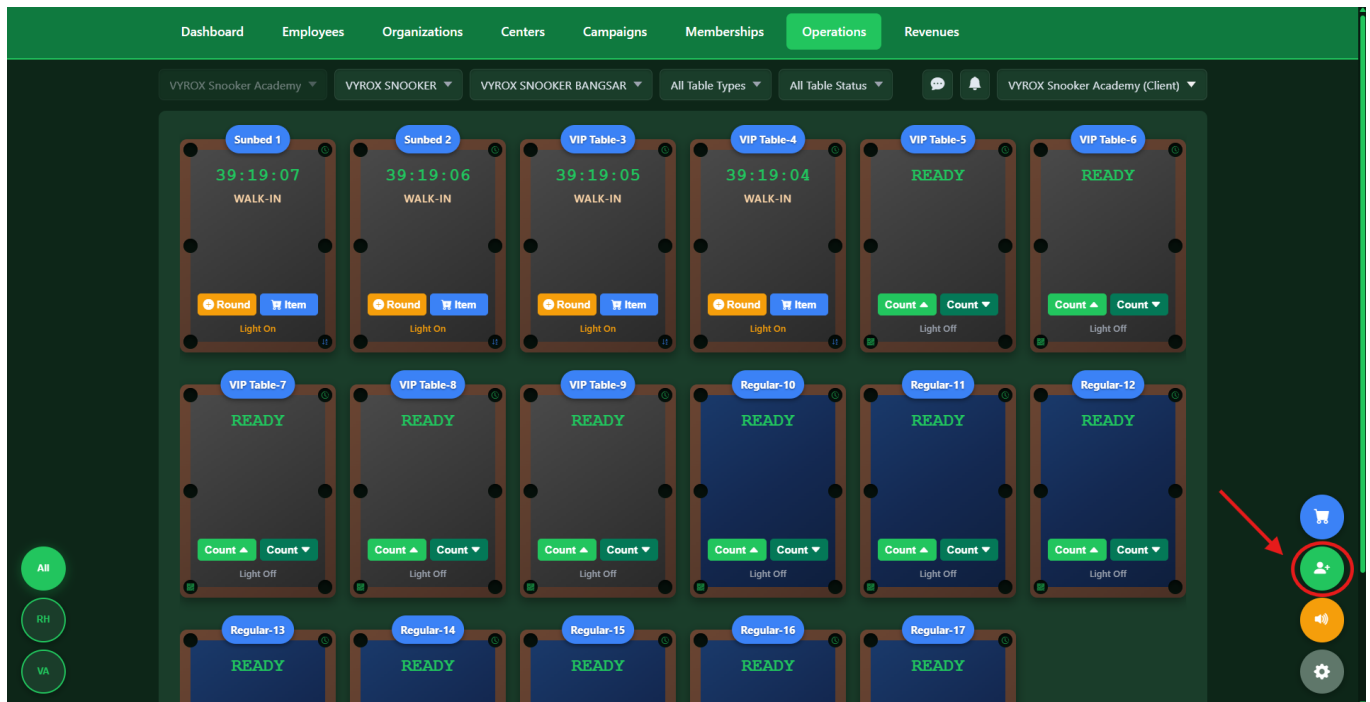 Dashboard Employees Organizations Centers Campaigns Memberships Operations Revenues
VYROX Snooker Academy VYROX SNOOKER VYROX SNOOKER BANGSAR All Table Types All Table Status VYROX Snooker Academy (Client)
Sunbed 1 Sunbed 2 VIP Table-3 VIP Table-4 VIP Table-5 VIP Table-6
39:19:07 39:19:06 39:19:05 39:19:04 READY READY
WALK-IN WALK-IN WALK-IN WALK-IN
Round Item Round Item Round Item Round Item Count Count Count Count
Light On Light On Light On Light On Light Off Light Off
VIP Table-7 VIP Table-8 VIP Table-9 Regular-10 Regular-11 Regular-12
READY READY READY READY READY READY
Count Count Count Count Count Count Count Count Count Count Count Count
Light Off Light Off Light Off Light Off Light Off Light Off
All
RH
VA
Regular-13 Regular-14 Regular-15 Regular-16 Regular-17
READY READY READY READY READY